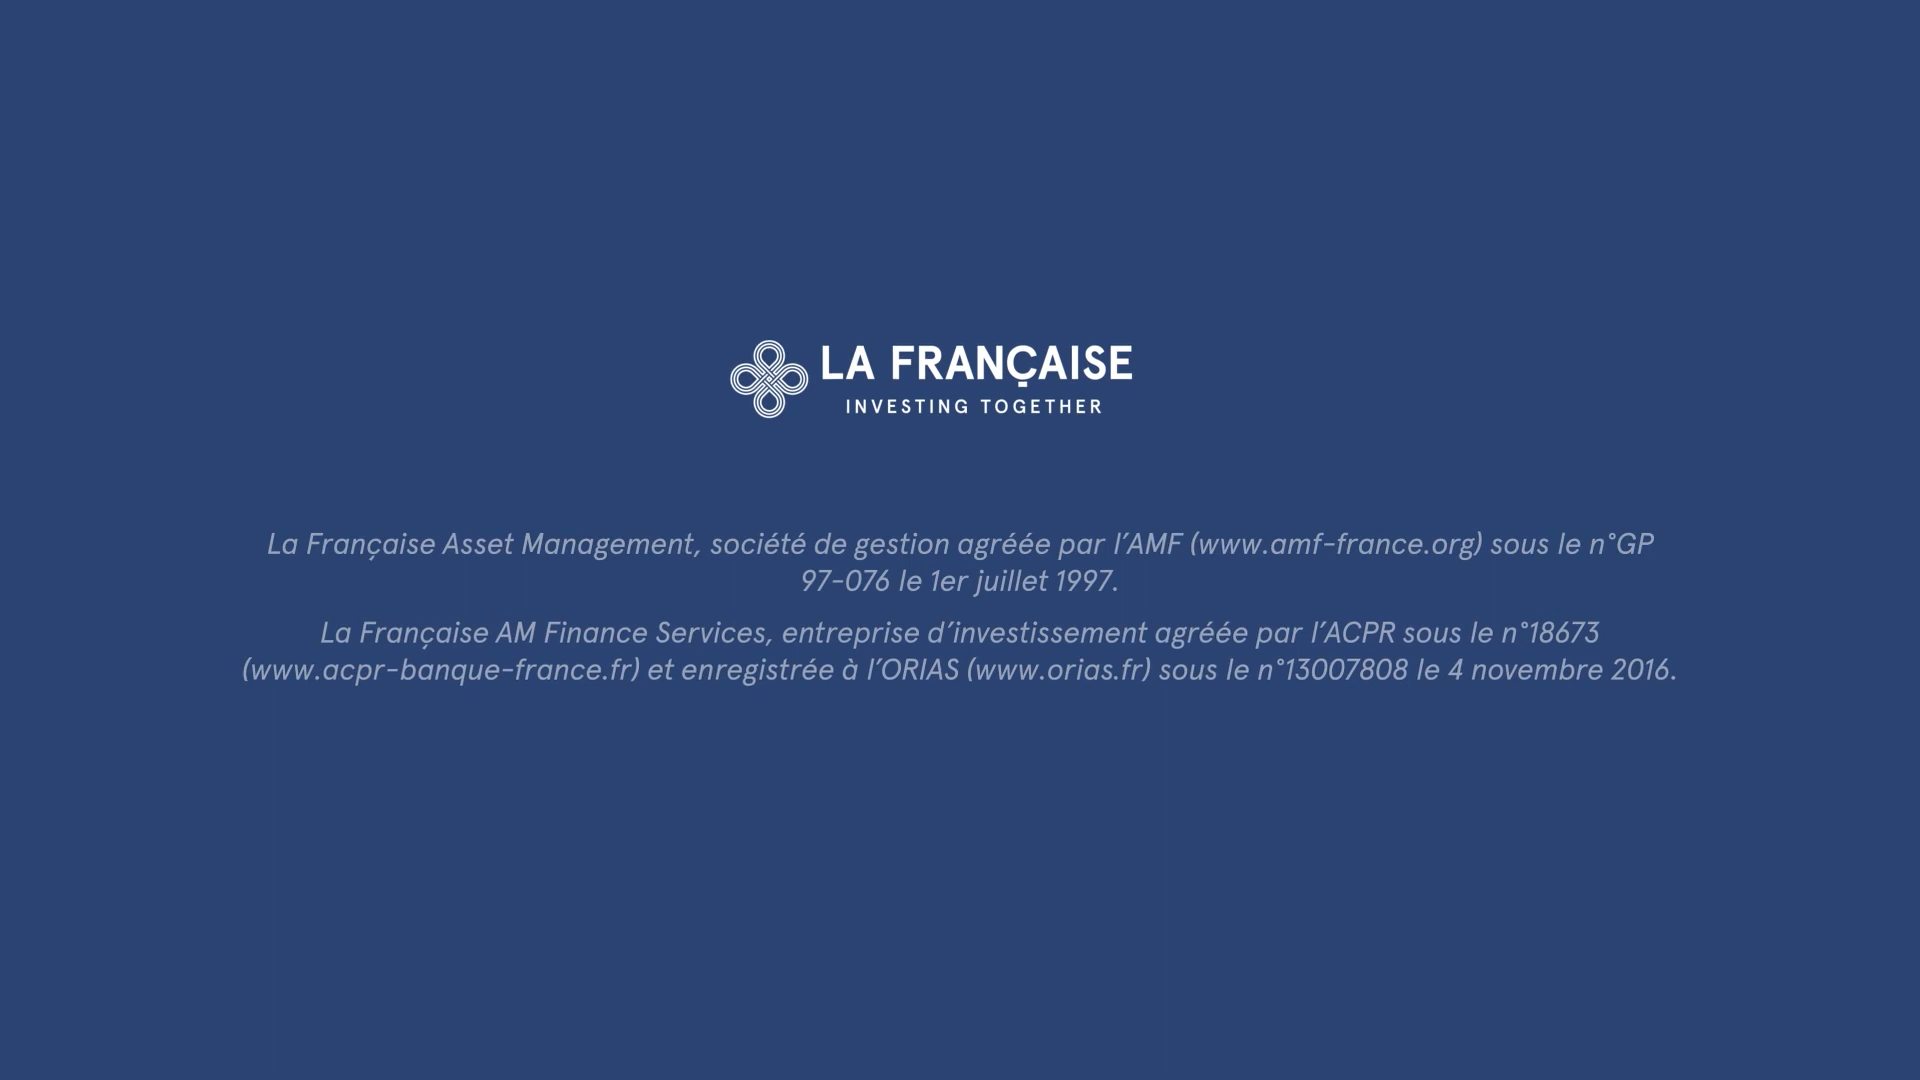 LA FRANÇAISE
INVESTING TOGETHER
La Française Asset Management, société de gestion agréée par l’AMF (www.amf-france.org) sous le n°GP
97-076 le 1er juillet 1997.
La Française AM Finance Services, entreprise d’investissement agréée par l’ACPR sous le n°18673
(www.acpr-banque-france.fr) et enregistrée à l’ORIAS (www.orias.fr) sous le n°13007808 le 4 novembre 2016.